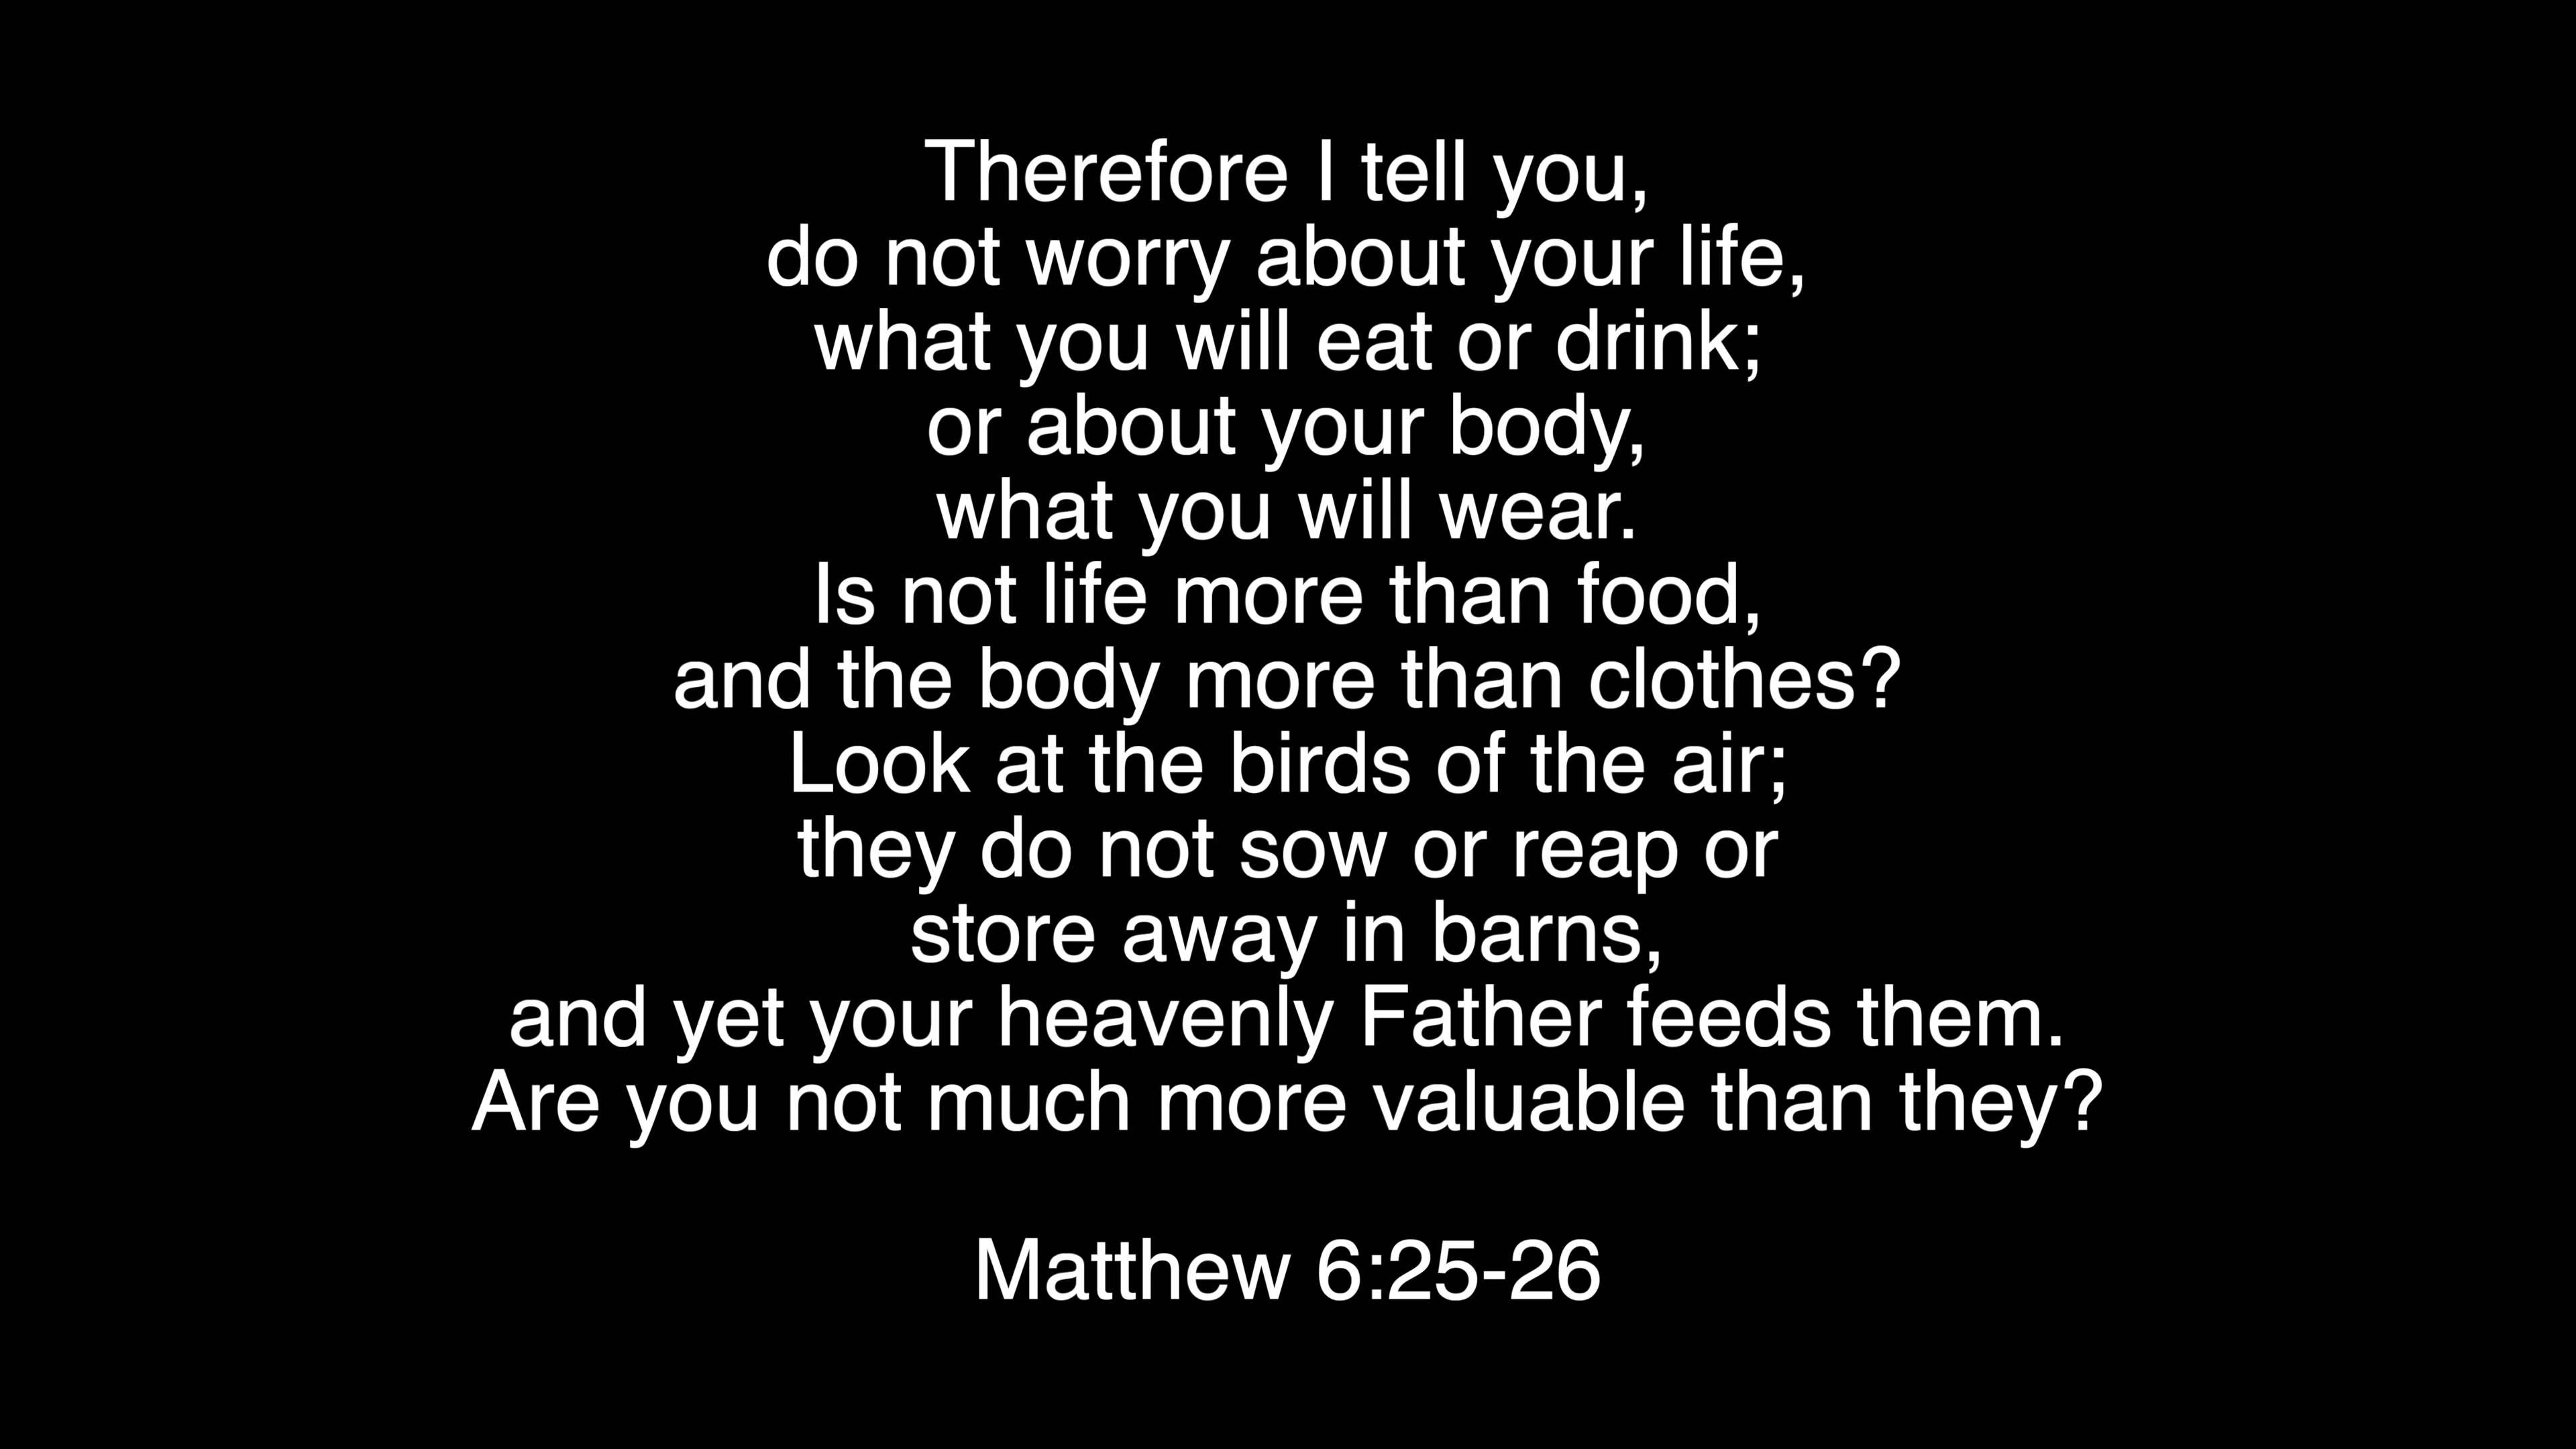 Therefore I tell you,
do not worry about your life,
what you will eat or drink;
or about your body,
what you will wear.
Is not life more than food,
and the body more than clothes?
Look at the birds of the air;
they do not sow or reap or
store away in barns,
and yet your heavenly Father feeds them.
Are you not much more valuable than they?
Matthew 6:25-26